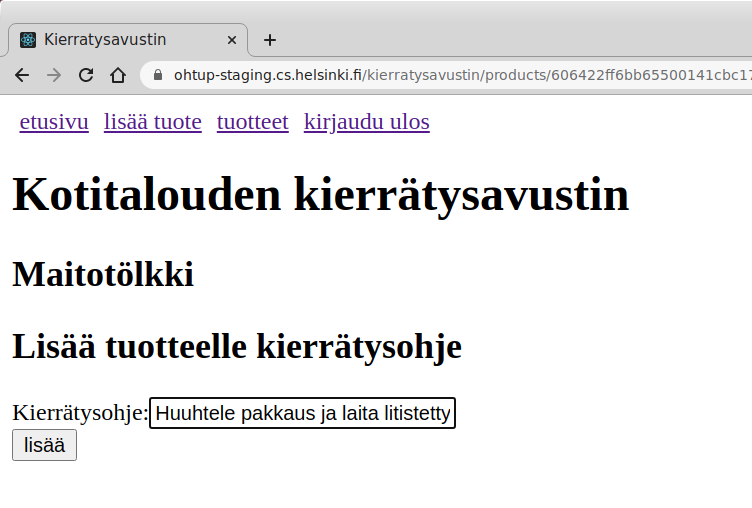 Kierratysavustin
ohtup-staging.cs.helsinki.fi/kierratysavustin/products/606422ff6bb65500141cbc17
etusivu lisää tuote tuotteet kirjaudu ulos
Kotitalouden kierrätysavustin
Maitotölkki
Lisää tuotteelle kierrätysohje
Kierrätysohje: Huuhtele pakkaus ja laita litistetty
lisää